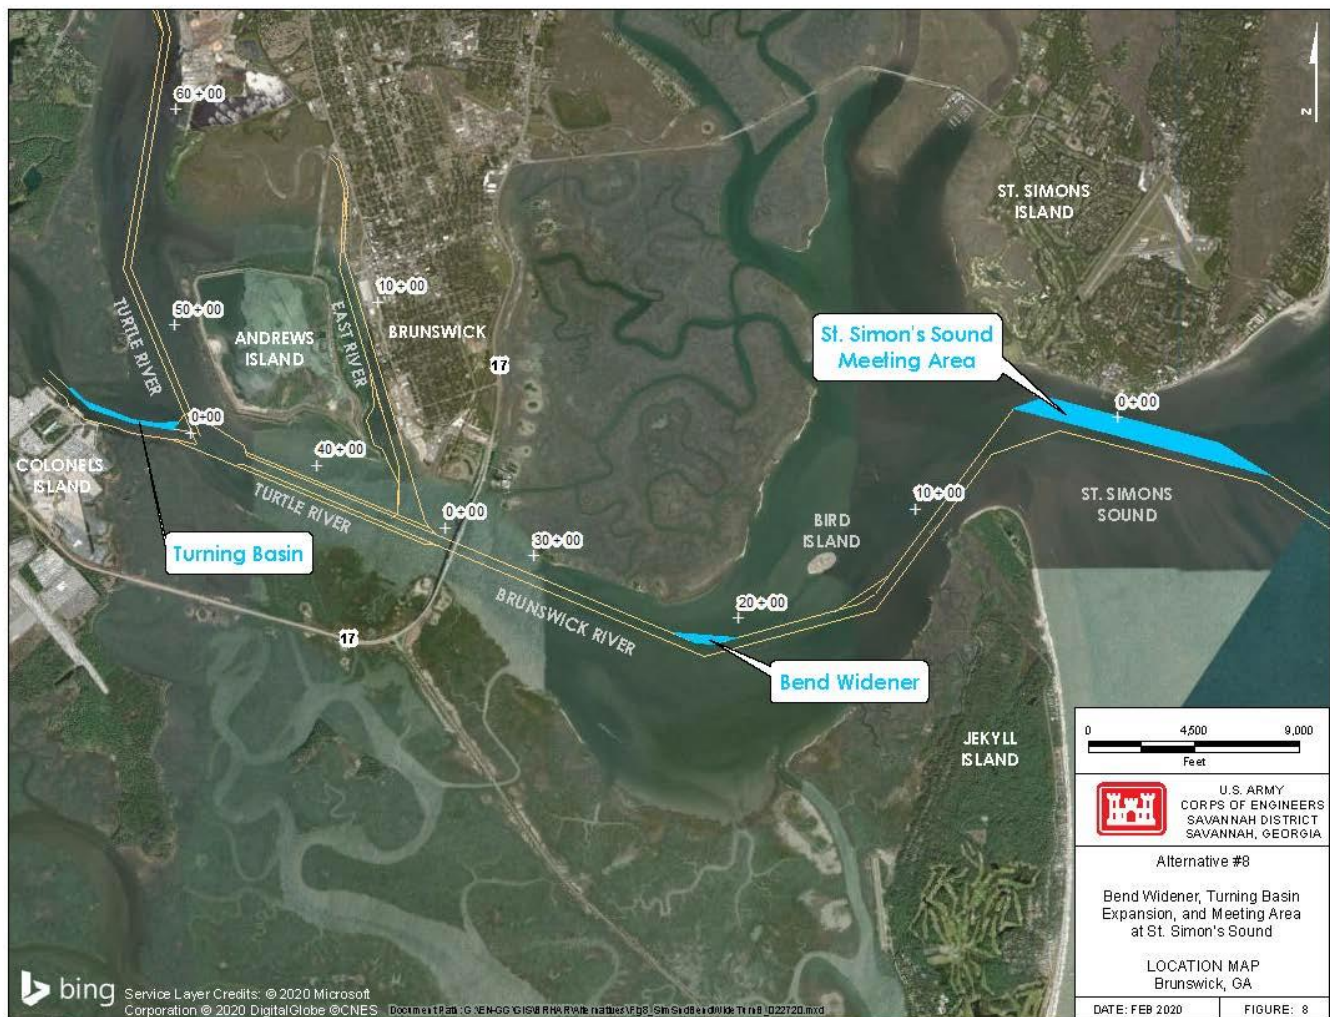 60 + 00
N
ST. SIMONS
ISLAND
TURTLE RIVER
50 + 00
ANDREWS
ISLAND
EAST RIVER
10 + 00
BRUNSWICK
17
St. Simon's Sound
Meeting Area
0 + 00
0+00
COLONELS
ISLAND
40 + 00
TURTLE RIVER
Turning Basin
0 + 00
30 + 00
BIRD
ISLAND
10 + 00
ST. SIMONS
SOUND
20 + 00
BRUNSWICK RIVER
17
Bend Widener
JEKYLL
ISLAND
0 4,500 9,000
Feet
U.S. ARMY
CORPS OF ENGINEERS
SAVANNAH DISTRICT
SAVANNAH, GEORGIA
Alternative #8
Bend Widener, Turning Basin
Expansion, and Meeting Area
at St. Simon's Sound
LOCATION MAP
Brunswick, GA
DATE: FEB 2020
FIGURE: 8
bing
Service Layer Credits: © 2020 Microsoft
Corporation © 2020 DigitalGlobe ©CNES
Document Path: